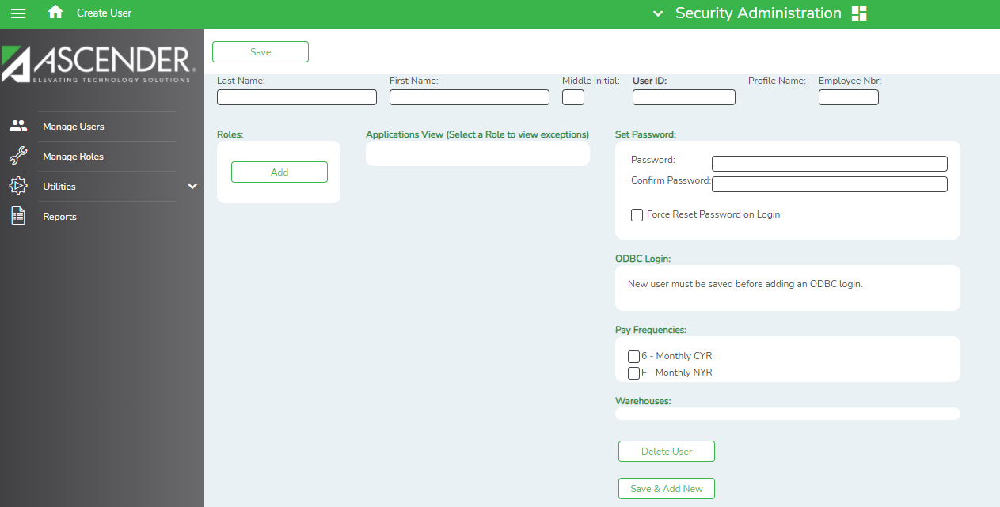 Create User
Security Administration
ASCENDER®
ELEVATING TECHNOLOGY SOLUTIONS
Manage Users
Manage Roles
Utilities
Reports
Save
Last Name: First Name: Middle Initial: User ID: Profile Name: Employee Nbr:
Roles: Applications View (Select a Role to view exceptions) Set Password:
Add
Password:
Confirm Password:
Force Reset Password on Login
ODBC Login:
New user must be saved before adding an ODBC login.
Pay Frequencies:
6 - Monthly CYR
F - Monthly NYR
Warehouses:
Delete User
Save & Add New